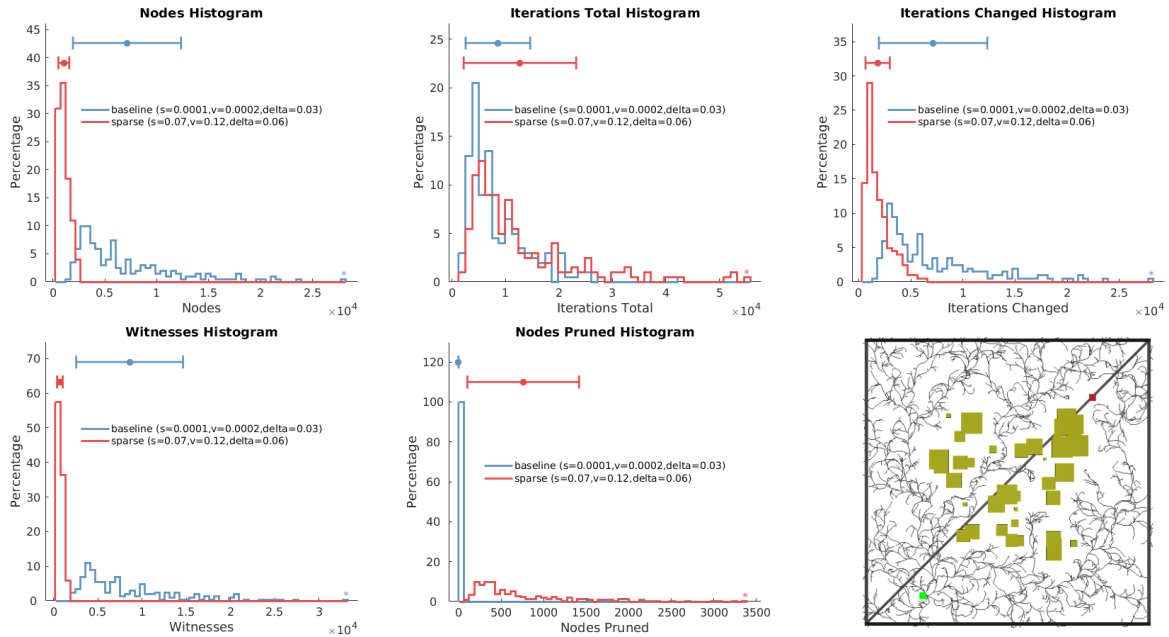 Nodes Histogram
45
40
35
30
25
20
15
10
5
0
Percentage
baseline (s=0.0001,v=0.0002,delta=0.03)
sparse (s=0.07,v=0.12,delta=0.06)
*
0 0.5 1 1.5 2 2.5
Nodes
×10^4
Iterations Total Histogram
25
20
15
10
5
0
Percentage
baseline (s=0.0001,v=0.0002,delta=0.03)
sparse (s=0.07,v=0.12,delta=0.06)
*
0 1 2 3 4 5
Iterations Total
×10^4
Iterations Changed Histogram
35
30
25
20
15
10
5
0
Percentage
baseline (s=0.0001,v=0.0002,delta=0.03)
sparse (s=0.07,v=0.12,delta=0.06)
*
0 0.5 1 1.5 2 2.5
Iterations Changed
×10^4
Witnesses Histogram
70
60
50
40
30
20
10
0
Percentage
baseline (s=0.0001,v=0.0002,delta=0.03)
sparse (s=0.07,v=0.12,delta=0.06)
*
0 0.5 1 1.5 2 2.5 3
Witnesses
×10^4
Nodes Pruned Histogram
120
100
80
60
40
20
0
Percentage
baseline (s=0.0001,v=0.0002,delta=0.03)
sparse (s=0.07,v=0.12,delta=0.06)
*
0 500 1000 1500 2000 2500 3000 3500
Nodes Pruned